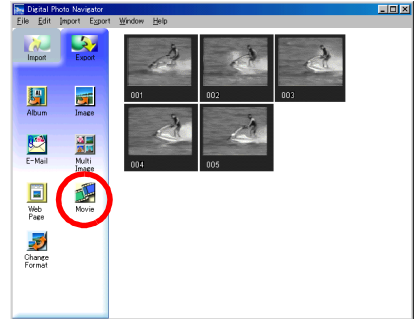 Digital Photo Navigator
File Edit Import Export Window Help
Import Export
001 002 003
Album Image
004 005
E-Mail Multi
Image
Web
Page
Movie
Change
Format